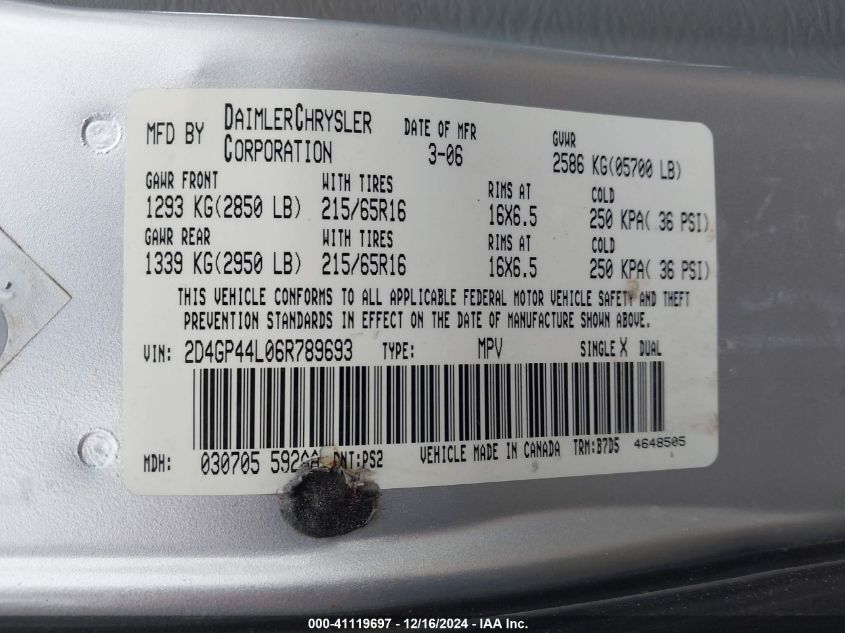 MFD BY DAIMLERCHRYSLER CORPORATION
DATE OF MFR 3-06
GVWR 2586 KG(05700 LB)
GAWR FRONT WITH TIRES RIMS AT COLD
1293 KG(2850 LB) 215/65R16 16X6.5 250 KPA( 36 PSI)
GAWR REAR WITH TIRES RIMS AT COLD
1339 KG(2950 LB) 215/65R16 16X6.5 250 KPA( 36 PSI)
THIS VEHICLE CONFORMS TO ALL APPLICABLE FEDERAL MOTOR VEHICLE SAFETY AND THEFT
PREVENTION STANDARDS IN EFFECT ON THE DATE OF MANUFACTURE SHOWN ABOVE.
VIN: 2D4GP44L06R789693 TYPE: MPV SINGLE X DUAL
MDH: 030705 PS2 VEHICLE MADE IN CANADA TRM:B7D5 4648505
000-41119697 - 12/16/2024 - IAA Inc.